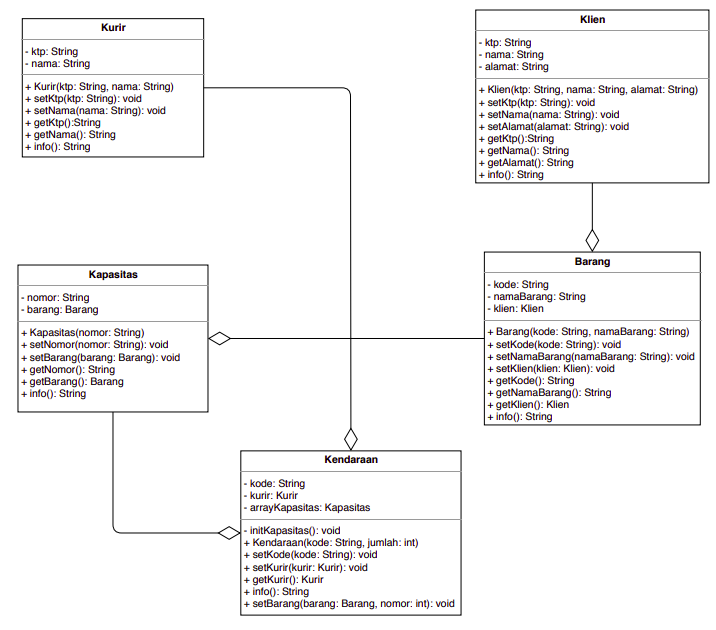 Kurir
- ktp: String
- nama: String
+ Kurir(ktp: String, nama: String)
+ setKtp(ktp: String): void
+ setNama(nama: String): void
+ getKtp():String
+ getNama(): String
+ info(): String
Klien
- ktp: String
- nama: String
- alamat: String
+ Klien(ktp: String, nama: String, alamat: String)
+ setKtp(ktp: String): void
+ setNama(nama: String): void
+ setAlamat(alamat: String): void
+ getKtp():String
+ getNama(): String
+ getAlamat(): String
+ info(): String
Kapasitas
- nomor: String
- barang: Barang
+ Kapasitas(nomor: String)
+ setNomor(nomor: String): void
+ setBarang(barang: Barang): void
+ getNomor(): String
+ getBarang(): Barang
+ info(): String
Barang
- kode: String
- namaBarang: String
- klien: Klien
+ Barang(kode: String, namaBarang: String)
+ setKode(kode: String): void
+ setNamaBarang(namaBarang: String): void
+ setKlien(klien: Klien): void
+ getKode(): String
+ getNamaBarang(): String
+ getKlien(): Klien
+ info(): String
Kendaraan
- kode: String
- kurir: Kurir
- arrayKapasitas: Kapasitas
- initKapasitas(): void
+ Kendaraan(kode: String, jumlah: int)
+ setKode(kode: String): void
+ setKurir(kurir: Kurir): void
+ getKurir(): Kurir
+ info(): String
+ setBarang(barang: Barang, nomor: int): void